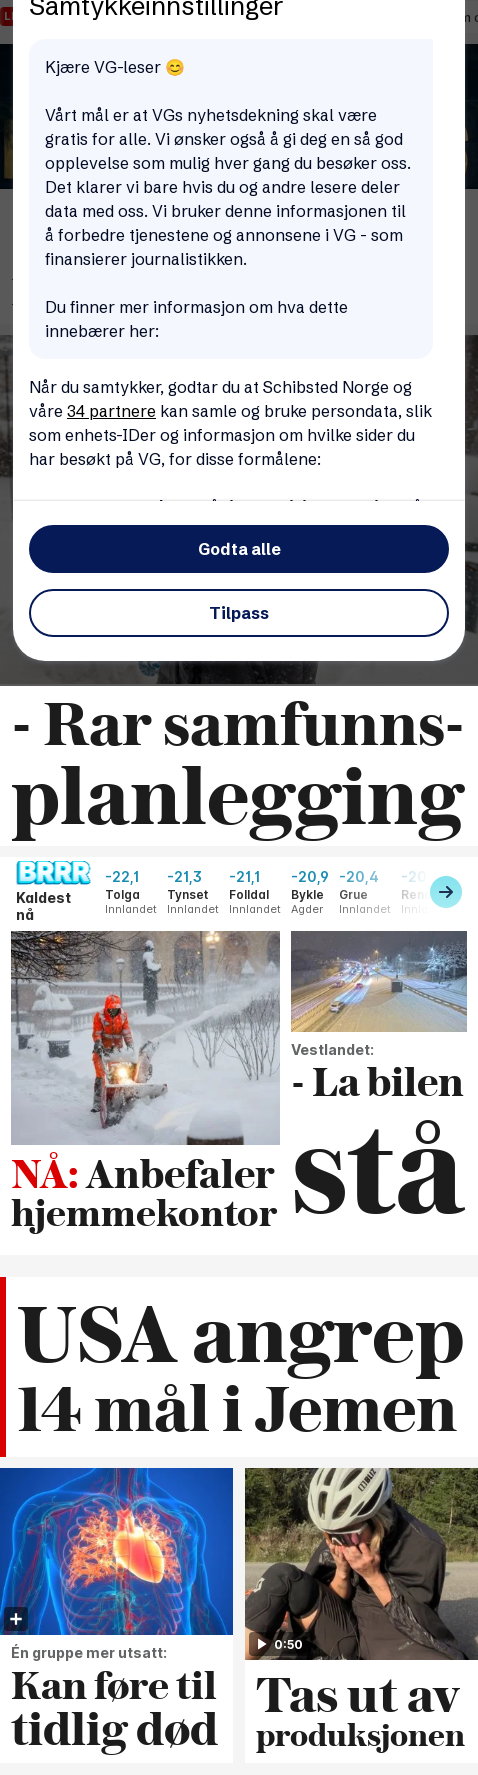 Samtykkeinnstillinger
Kjære VG-leser 😊
Vårt mål er at VGs nyhetsdekning skal være
gratis for alle. Vi ønsker også å gi deg en så god
opplevelse som mulig hver gang du besøker oss.
Det klarer vi bare hvis du og andre lesere deler
data med oss. Vi bruker denne informasjonen til
å forbedre tjenestene og annonsene i VG - som
finansierer journalistikken.
Du finner mer informasjon om hva dette
innebærer her:
Når du samtykker, godtar du at Schibsted Norge og
våre 34 partnere kan samle og bruke persondata, slik
som enhets-IDer og informasjon om hvilke sider du
har besøkt på VG, for disse formålene:
Godta alle
Tilpass
- Rar samfunns-
planlegging
BRRR
Kaldest
nå
-22,1
Tolga
Innlandet
-21,3
Tynset
Innlandet
-21,1
Folldal
Innlandet
-20,9
Bykle
Agder
-20,4
Grue
Innlandet
Vestlandet:
- La bilen
stå
NÅ: Anbefaler
hjemmekontor
USA angrep
14 mål i Jemen
0:50
Én gruppe mer utsatt:
Kan føre til
tidlig død
Tas ut av
produksjonen